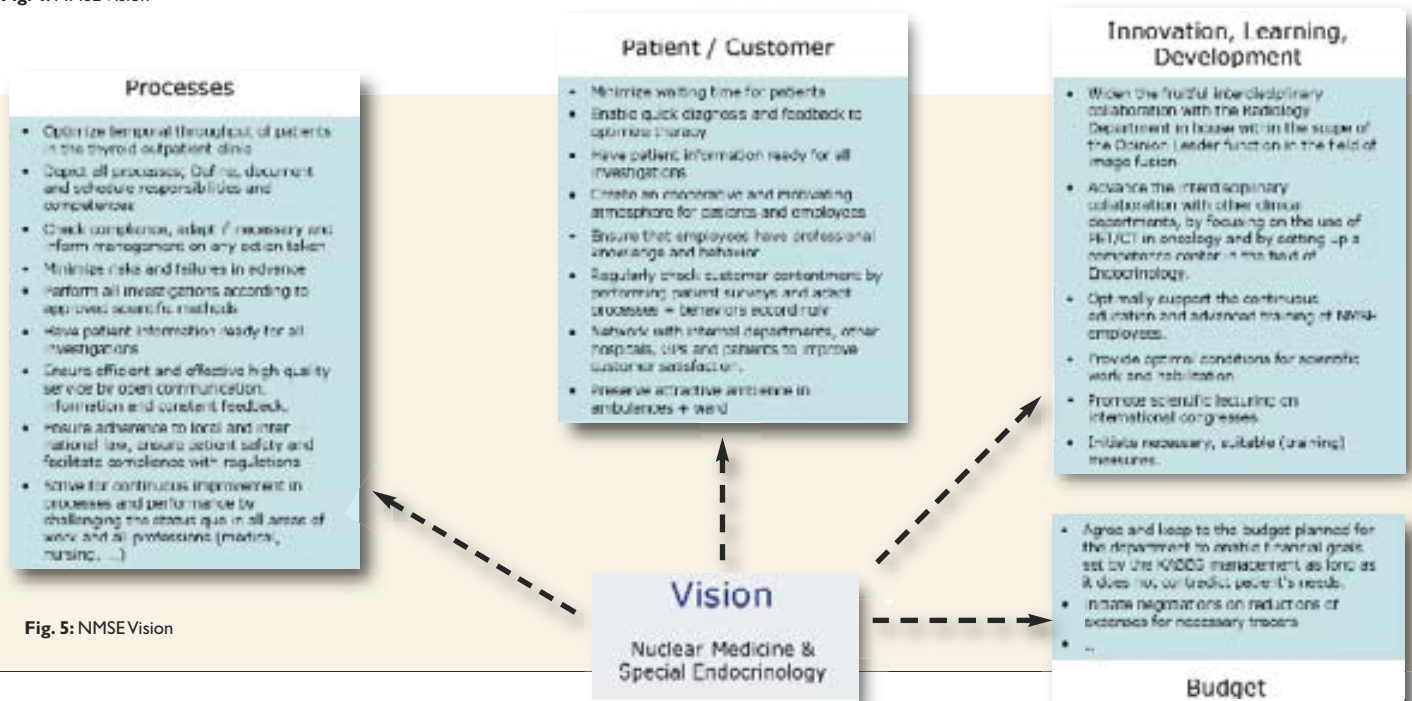 Processes
• Optimize temporal throughput of patients
in the thyroid outpatient clinic
• Depict all processes; Define, document
and schedule responsibilities and
competences
• Check compliance, adapt if necessary and
inform management on any action taken
• Minimize risks and failures in advance
• Perform all investigations according to
approved scientific methods
• Have patient information ready for all
investigations
• Ensure efficient and effective high quality
service by open communication,
information and constant feedback.
• Ensure adherence to local and inter
national law, ensure patient safety and
facilitate compliance with regulations
• Strive for continuous improvement in
processes and performance by
challenging the status quo in all areas of
work and all professions (medical,
nursing, ...)
Fig. 5: NMSE Vision
Patient / Customer
• Minimize waiting time for patients
• Enable quick diagnosis and feedback to
optimize therapy
• Have patient information ready for all
investigations
• Create an cooperative and motivating
atmosphere for patients and employees
• Ensure that employees have professional
knowledge and behavior
• Regularly check customer contentment by
performing patient surveys and adapt
processes + behaviors accordingly
• Network with internal departments, other
hospitals, GPs and patients to improve
customer satisfaction.
• Preserve attractive ambience in
ambulances + ward
Vision
Nuclear Medicine &
Special Endocrinology
Innovation, Learning,
Development
• Widen the fruitful interdisciplinary
collaboration with the Radiology
Department in house within the scope of
the Opinion Leader function in the field of
image fusion
• Advance the interdisciplinary
collaboration with other clinical
departments, by focusing on the use of
PET/CT in oncology and by setting up a
competence center in the field of
Endocrinology.
• Optimally support the continuous
education and advanced training of NMSE
employees.
• Provide optimal conditions for scientific
work and habilitation
• Promote scientific lecturing on
international congresses.
• Initiate necessary, suitable (training)
measures.
• Agree and keep to the budget planned for
the department to enable financial goals
set by the KABEG management as long as
it does not contradict patient's needs.
• Initiate negotiations on reductions of
expenses for necessary tracers
• ..
Budget